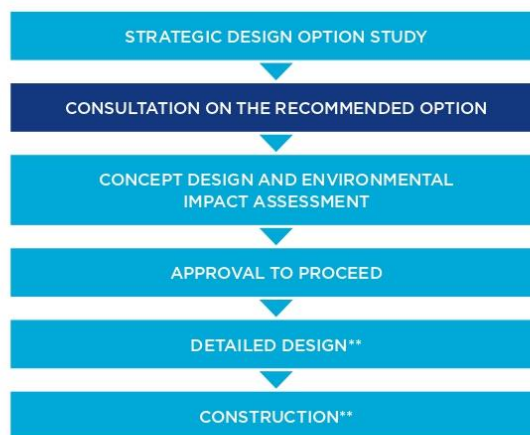 STRATEGIC DESIGN OPTION STUDY
CONSULTATION ON THE RECOMMENDED OPTION
CONCEPT DESIGN AND ENVIRONMENTAL
IMPACT ASSESSMENT
APPROVAL TO PROCEED
DETAILED DESIGN**
CONSTRUCTION**